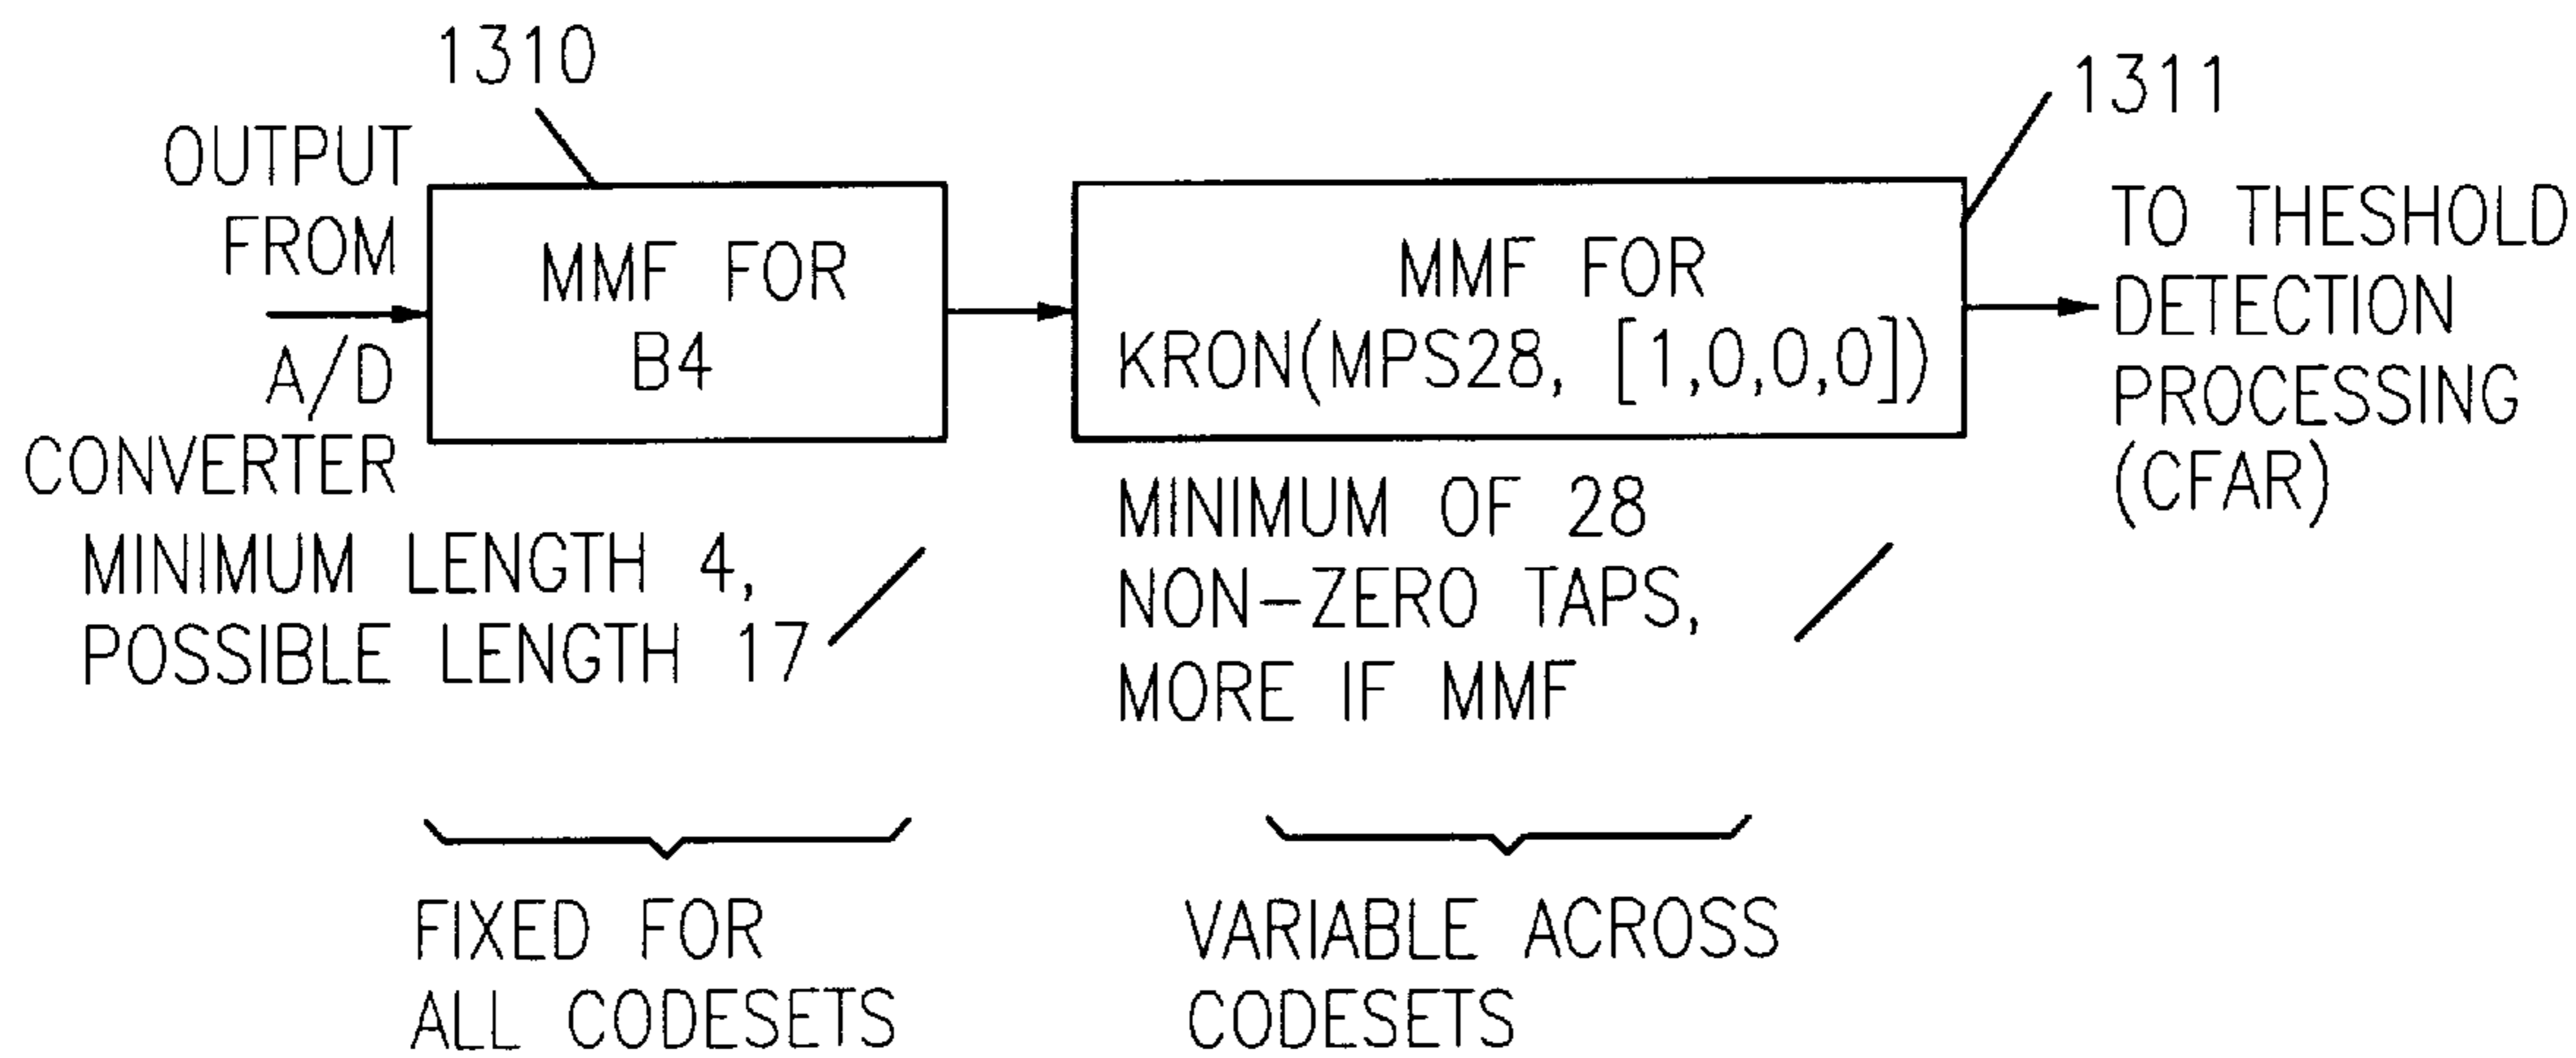 1310
1311
OUTPUT
FROM
A/D
CONVERTER
MMF FOR
B4
MMF FOR
KRON(MPS28, [1,0,0,0])
TO THESHOLD
DETECTION
PROCESSING
(CFAR)
MINIMUM LENGTH 4,
POSSIBLE LENGTH 17
MINIMUM OF 28
NON-ZERO TAPS,
MORE IF MMF
FIXED FOR
ALL CODESETS
VARIABLE ACROSS
CODESETS